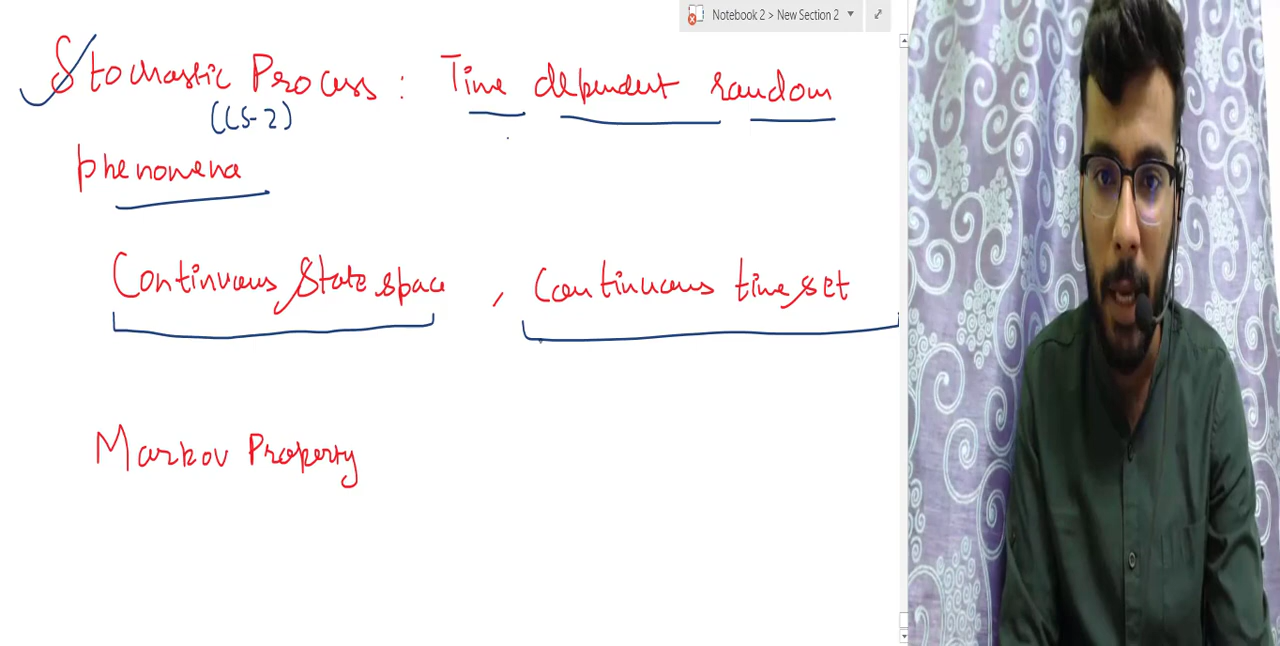 Notebook 2 > New Section 2
Stochastic Process : Time dependent random
(CS-2)
phenomena
Continuous State space , Continuous time set
Markov Property